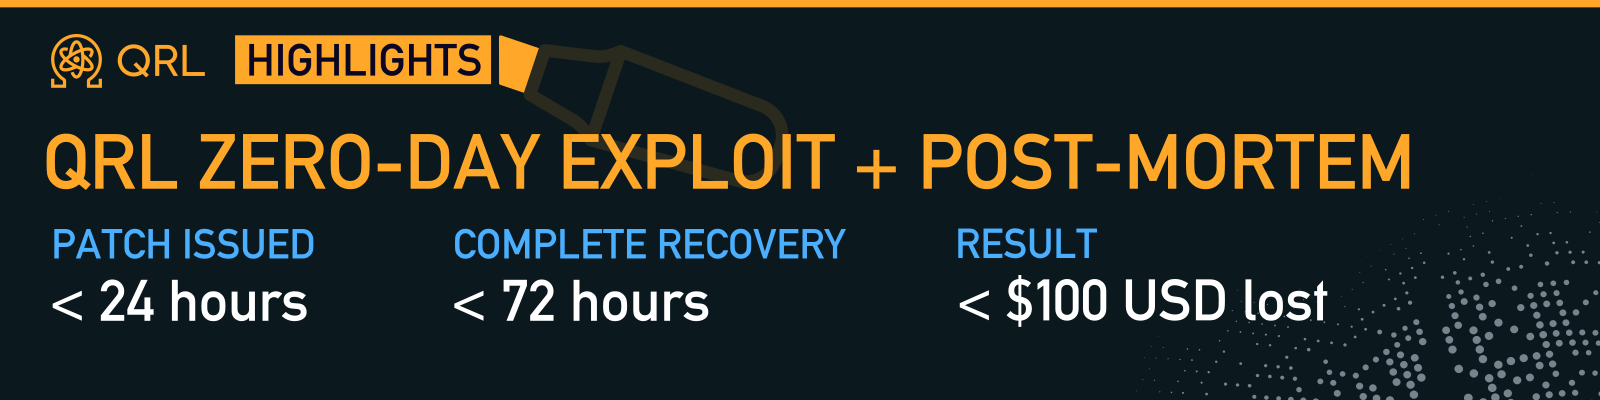 QRL HIGHLIGHTS
QRL ZERO-DAY EXPLOIT + POST-MORTEM
PATCH ISSUED COMPLETE RECOVERY RESULT
< 24 hours < 72 hours < $100 USD lost